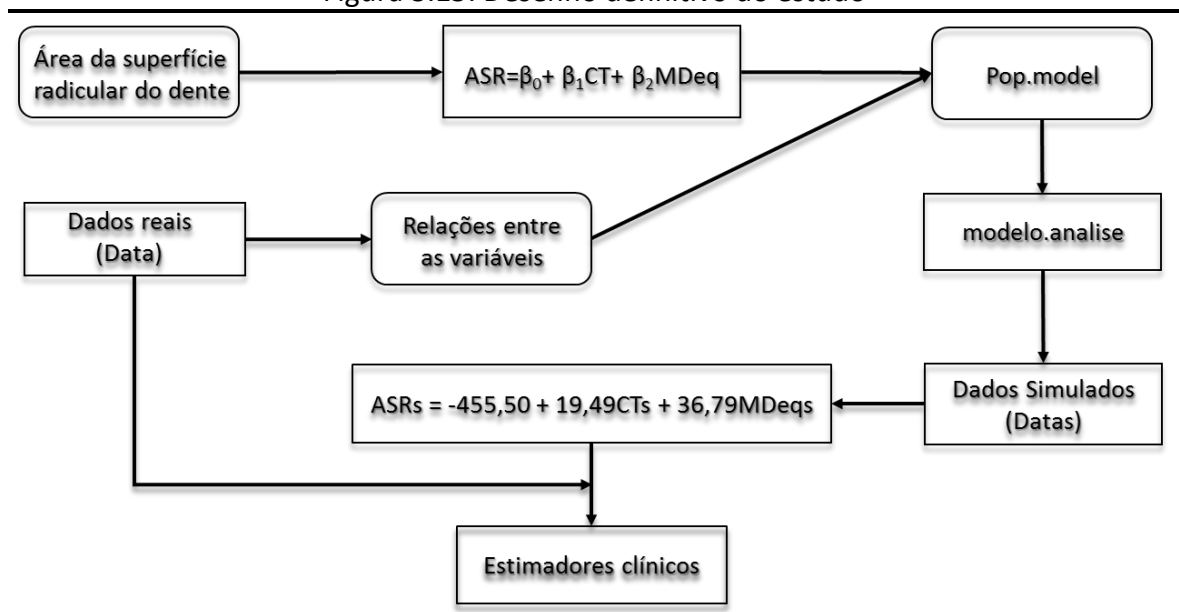 Área da superfície
radicular do dente
ASR=β₀+ β₁CT+ β₂MDeq
Pop.model
Dados reais
(Data)
Relações entre
as variáveis
modelo.analise
ASRs = -455,50 + 19,49CTs + 36,79MDeqs
Dados Simulados
(Datas)
Estimadores clínicos